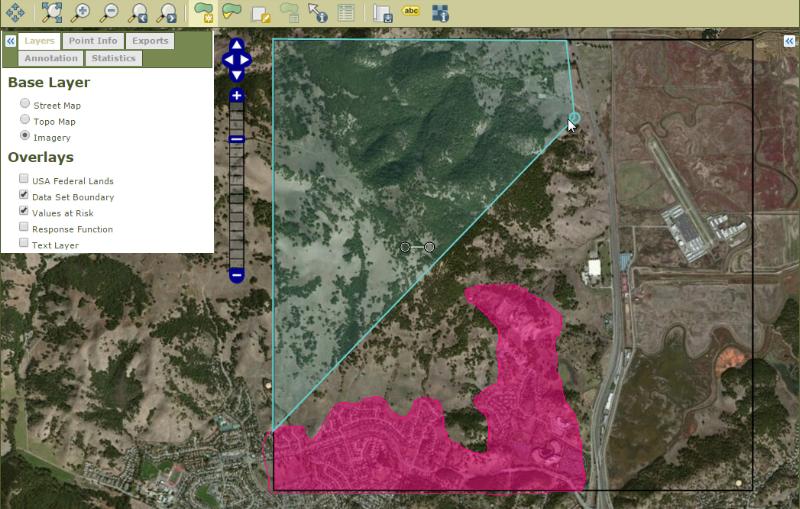 abc
Layers Point Info Exports
Annotation Statistics
Base Layer
Street Map
Topo Map
Imagery
Overlays
USA Federal Lands
Data Set Boundary
Values at Risk
Response Function
Text Layer